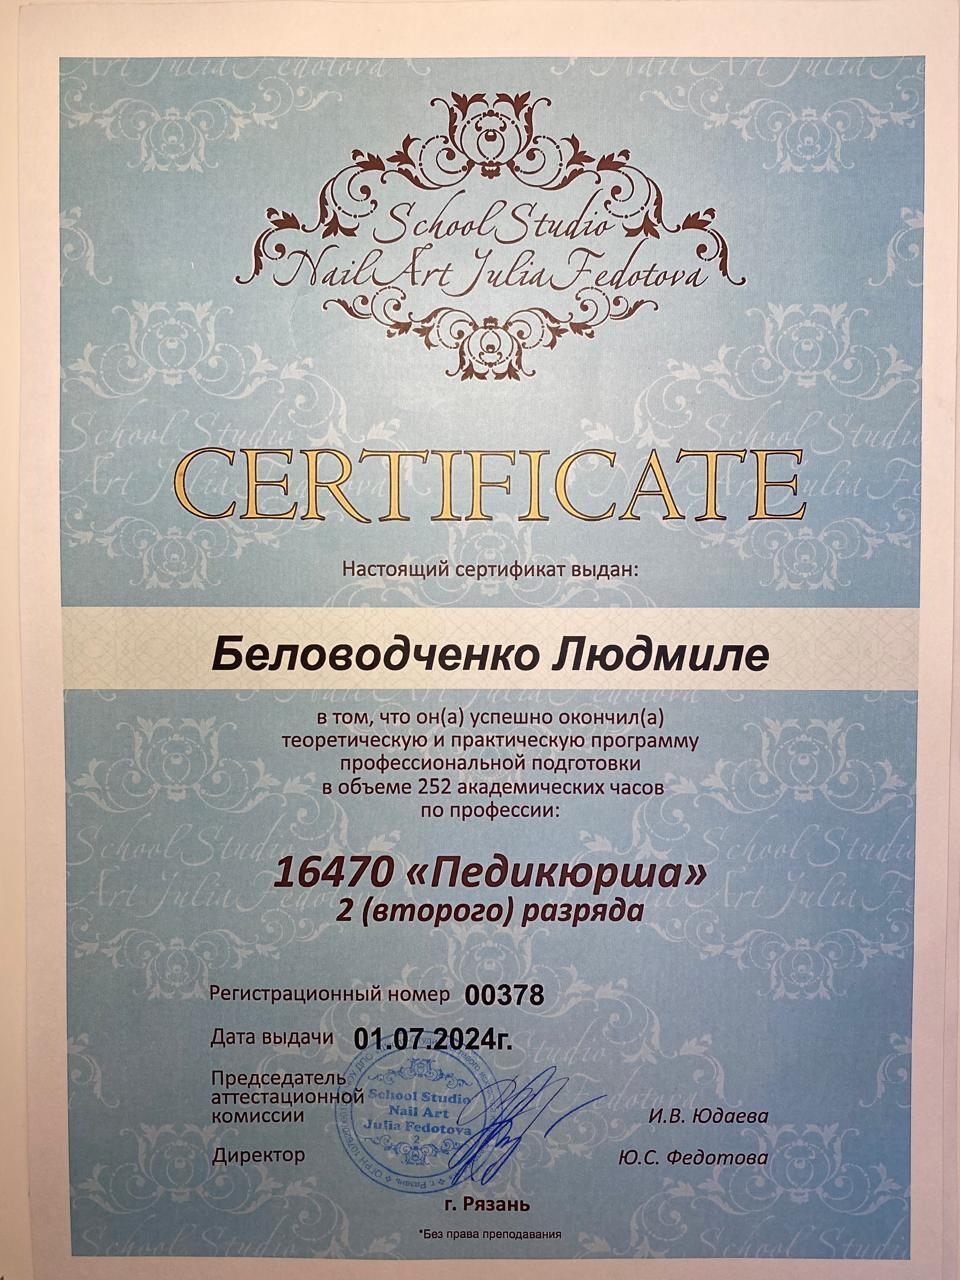 School Studio
Nail Art Julia Fedotova
CERTIFICATE
Настоящий сертификат выдан:
Беловодченко Людмиле
в том, что он(а) успешно окончил(а)
теоретическую и практическую программу
профессиональной подготовки
в объеме 252 академических часов
по профессии:
16470 «Педикюрша»
2 (второго) разряда
Регистрационный номер 00378
Дата выдачи 01.07.2024г.
Председатель
аттестационной
комиссии
И.В. Юдаева
School Studio
Nail Art
Julia Fedotova
2
Директор
Ю.С. Федотова
г. Рязань
*Без права преподавания